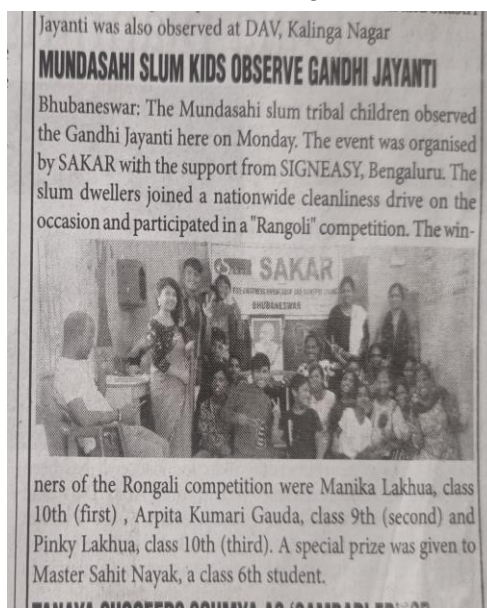 Jayanti was also observed at DAV, Kalinga Nagar
MUNDASAHI SLUM KIDS OBSERVE GANDHI JAYANTI
Bhubaneswar: The Mundasahi slum tribal children observed
the Gandhi Jayanti here on Monday. The event was organised
by SAKAR with the support from SIGNEASY, Bengaluru. The
slum dwellers joined a nationwide cleanliness drive on the
occasion and participated in a "Rangoli" competition. The win-
SAKAR
BHUBANESWAR
ners of the Rongali competition were Manika Lakhua, class
10th (first) , Arpita Kumari Gauda, class 9th (second) and
Pinky Lakhua, class 10th (third). A special prize was given to
Master Sahit Nayak, a class 6th student.